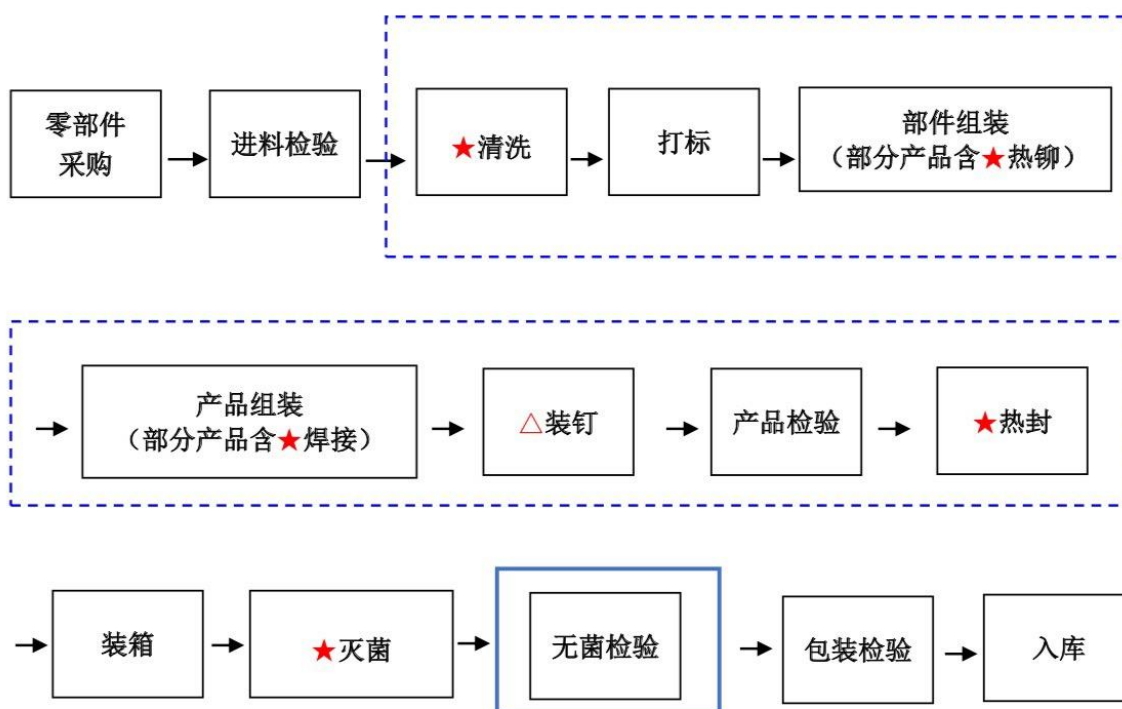 零部件
采购
进料检验
★清洗
打标
部件组装
（部分产品含★热铆）
产品组装
（部分产品含★焊接）
△装钉
产品检验
★热封
装箱
★灭菌
无菌检验
包装检验
入库